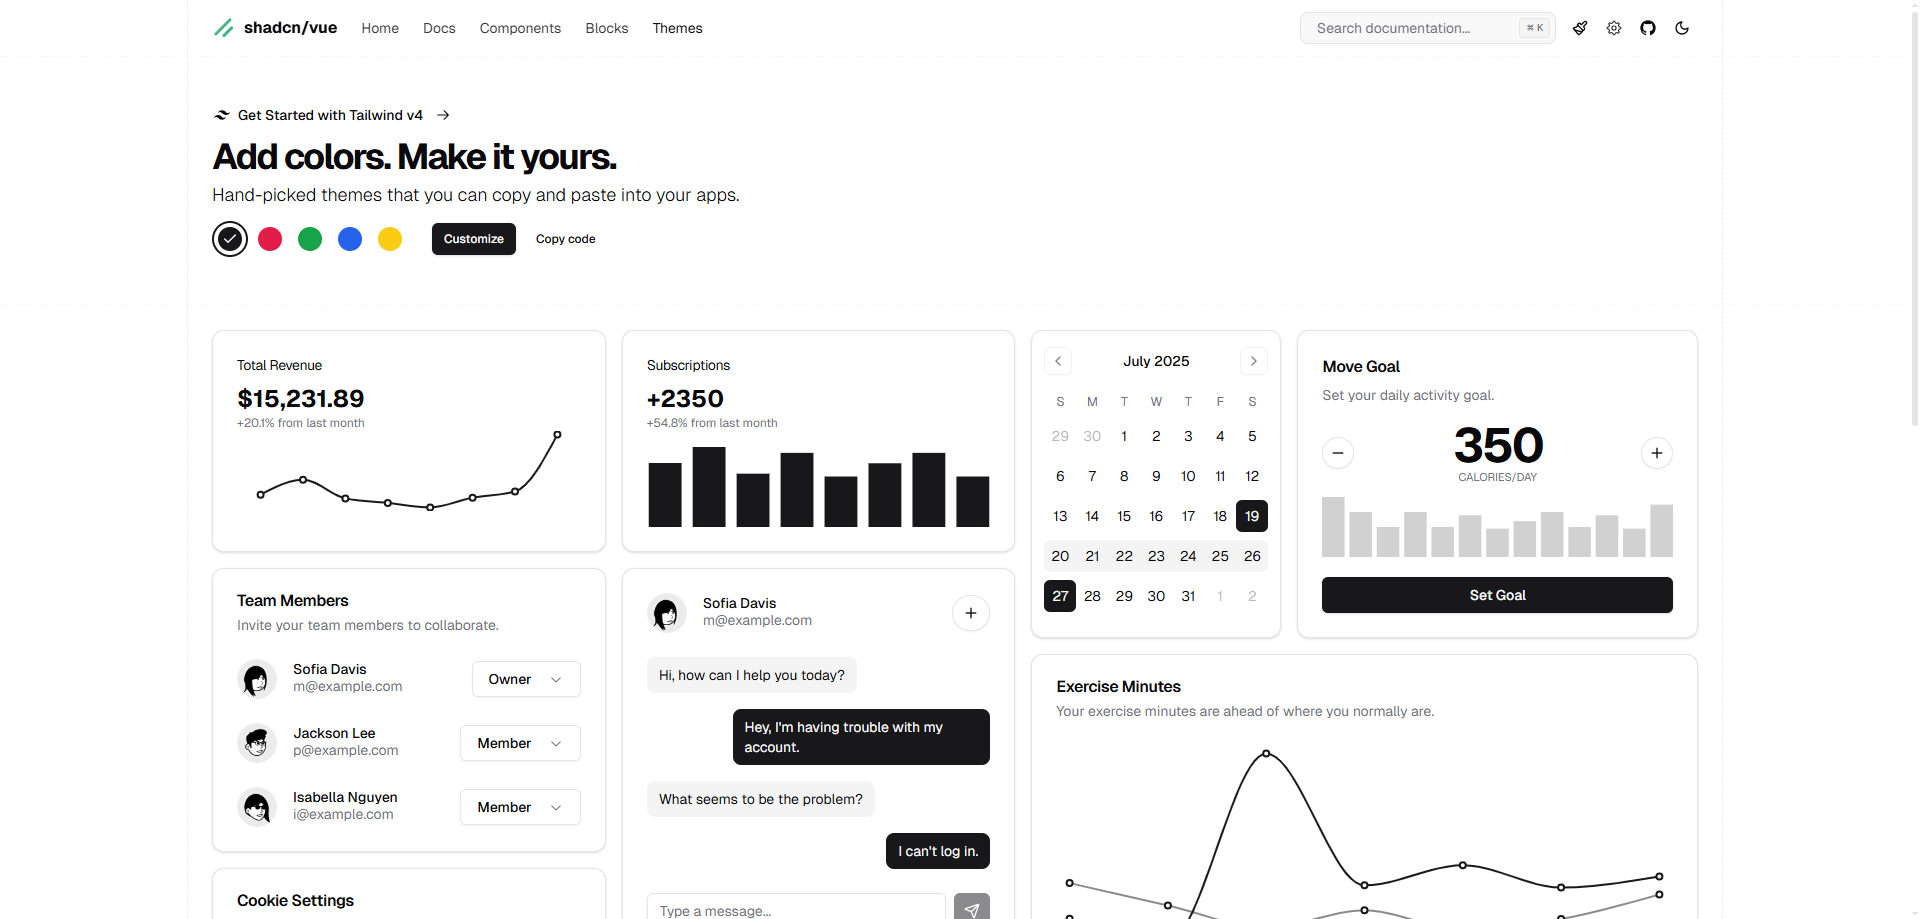 shadcn/vue Home Docs Components Blocks Themes Search documentation... ⌘ K
Get Started with Tailwind v4
Add colors. Make it yours.
Hand-picked themes that you can copy and paste into your apps.
Customize Copy code
Total Revenue
$15,231.89
+20.1% from last month
Subscriptions
+2350
+54.8% from last month
July 2025
S M T W T F S
29 30 1 2 3 4 5
6 7 8 9 10 11 12
13 14 15 16 17 18 19
20 21 22 23 24 25 26
27 28 29 30 31 1 2
Move Goal
Set your daily activity goal.
350
CALORIES/DAY
Set Goal
Team Members
Invite your team members to collaborate.
Sofia Davis
m@example.com
Owner
Jackson Lee
p@example.com
Member
Isabella Nguyen
i@example.com
Member
Sofia Davis
m@example.com
Hi, how can I help you today?
Hey, I'm having trouble with my
account.
What seems to be the problem?
I can't log in.
Type a message...
Exercise Minutes
Your exercise minutes are ahead of where you normally are.
Cookie Settings